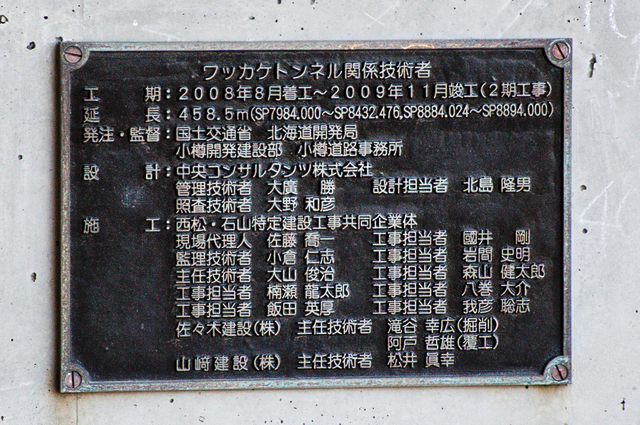 ワッカケトンネル関係技術者
工　　期：2008年8月着工～2009年11月竣工(2期工事)
延　　長：458.5m(SP7984.000～SP8432.476,SP8884.024～SP8894.000)
発注・監督：国土交通省　北海道開発局
小樽開発建設部　小樽道路事務所
設　　計：中央コンサルタンツ株式会社
管理技術者　大廣　勝　　設計担当者　北島 隆男
照査技術者　大野 和彦
施　　工：西松・石山特定建設工事共同企業体
現場代理人　佐藤 喬一　　工事担当者　國井　剛
監理技術者　小倉 仁志　　工事担当者　岩間 史明
主任技術者　大山 俊治　　工事担当者　森山 健太郎
工事担当者　楠瀬 龍太郎　　工事担当者　八巻 大介
工事担当者　飯田 英厚　　工事担当者　我彦 聡志
佐々木建設(株)　主任技術者　滝谷 幸広(掘削)
阿戸 哲雄(覆工)
山﨑建設(株)　主任技術者　松井 眞幸